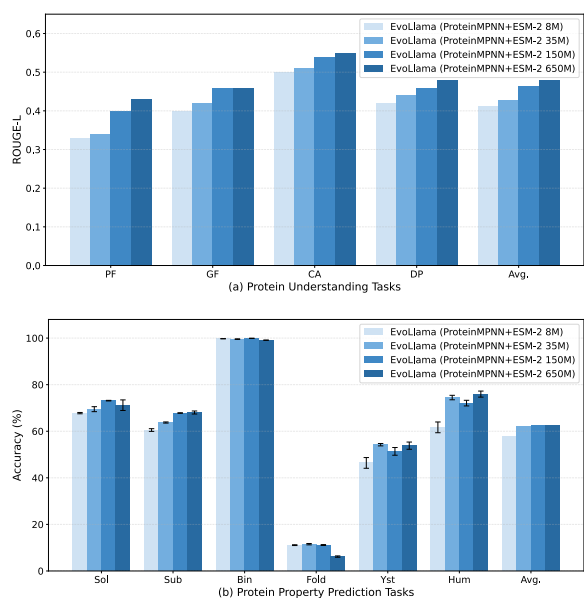 EvoLlama (ProteinMPNN+ESM-2 8M)
EvoLlama (ProteinMPNN+ESM-2 35M)
EvoLlama (ProteinMPNN+ESM-2 150M)
EvoLlama (ProteinMPNN+ESM-2 650M)
ROUGE-L
0.6
0.5
0.4
0.3
0.2
0.1
0.0
PF GF CA DP Avg.
(a) Protein Understanding Tasks
EvoLlama (ProteinMPNN+ESM-2 8M)
EvoLlama (ProteinMPNN+ESM-2 35M)
EvoLlama (ProteinMPNN+ESM-2 150M)
EvoLlama (ProteinMPNN+ESM-2 650M)
Accuracy (%)
100
80
60
40
20
0
Sol Sub Bin Fold Yst Hum Avg.
(b) Protein Property Prediction Tasks